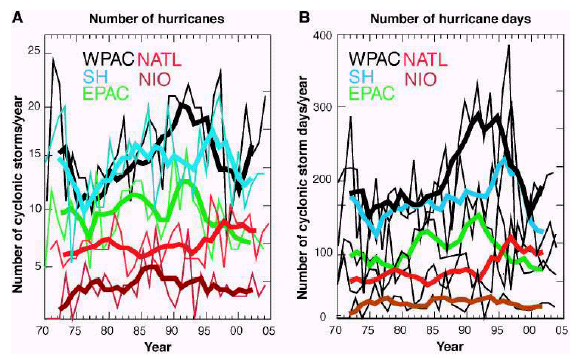 A Number of hurricanes
Number of cyclonic storms/year
25
20
15
10
5
WPAC NATL
SH NIO
EPAC
70 75 80 85 90 95 00 05
Year
B Number of hurricane days
Number of cyclonic storm days/year
400
300
200
100
0
WPAC NATL
SH NIO
EPAC
70 75 80 85 90 95 00 05
Year